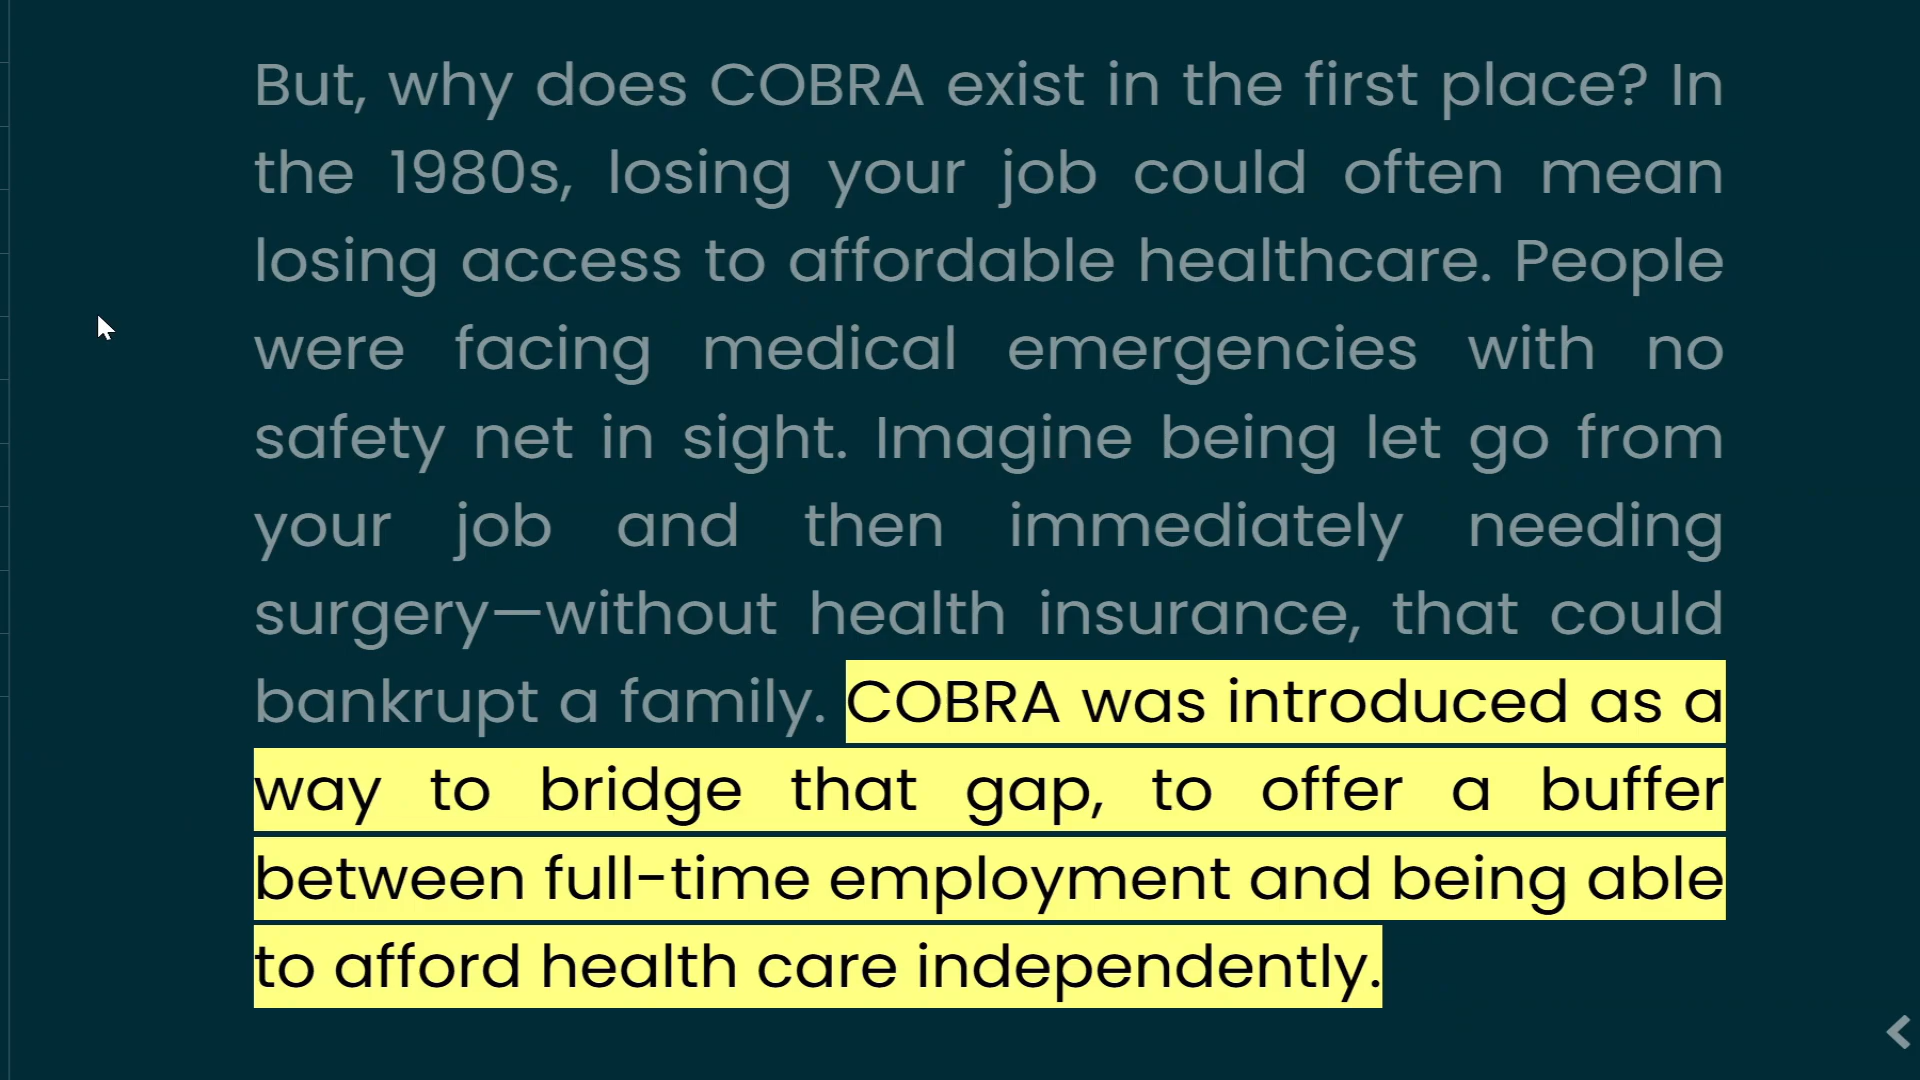 But, why does COBRA exist in the first place? In
the 1980s, losing your job could often mean
losing access to affordable healthcare. People
were facing medical emergencies with no
safety net in sight. Imagine being let go from
your job and then immediately needing
surgery—without health insurance, that could
bankrupt a family. COBRA was introduced as a
way to bridge that gap, to offer a buffer
between full-time employment and being able
to afford health care independently.